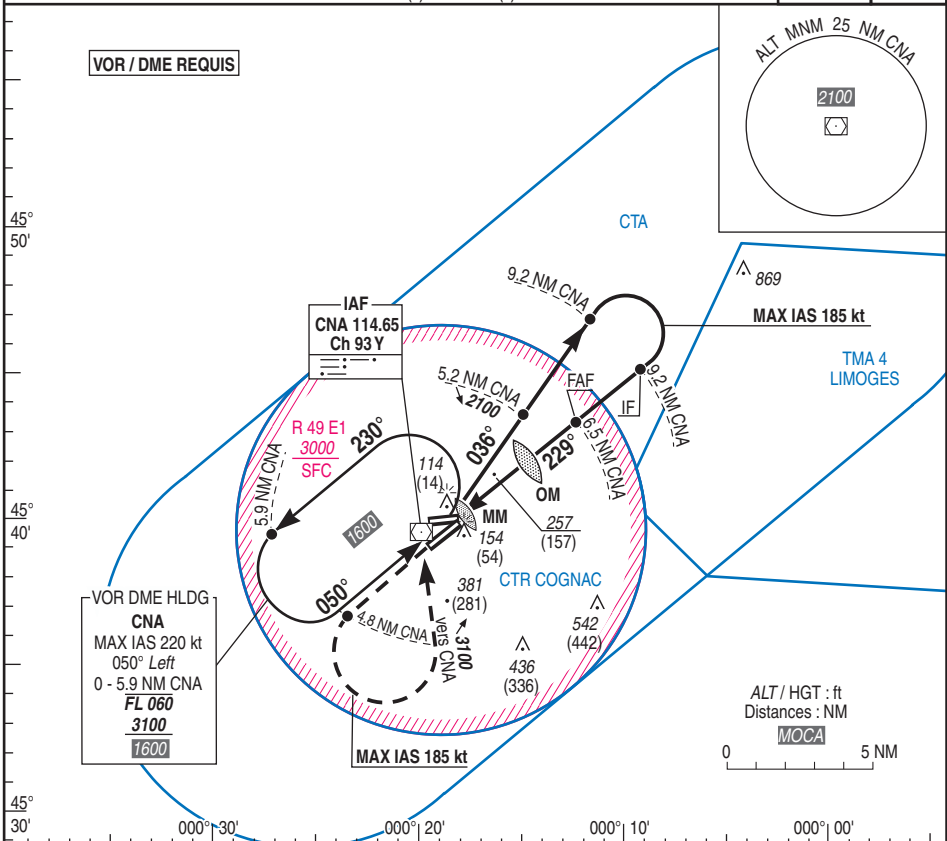 VOR / DME REQUIS
ALT MNM 25 NM CNA
2100
45°
50'
CTA
869
9.2 NM CNA
IAF
CNA 114.65
Ch 93 Y
MAX IAS 185 kt
TMA 4
LIMOGES
5.2 NM CNA
2100
FAF
IF
9.2 NM CNA
6.5 NM CNA
R 49 E1
3000
SFC
230°
036°
229°
5.9 NM CNA
114
(14)
OM
45°
40'
1600
MM
154
(54)
257
(157)
CTR COGNAC
VOR DME HLDG
CNA
MAX IAS 220 kt
050° Left
0 - 5.9 NM CNA
FL 060
3100
1600
050°
4.8 NM CNA
381
(281)
vers CNA
3100
542
(442)
436
(336)
MAX IAS 185 kt
ALT / HGT : ft
Distances : NM
MOCA
0 5 NM
45°
30'
000° 30'
000° 20'
000° 10'
000° 00'